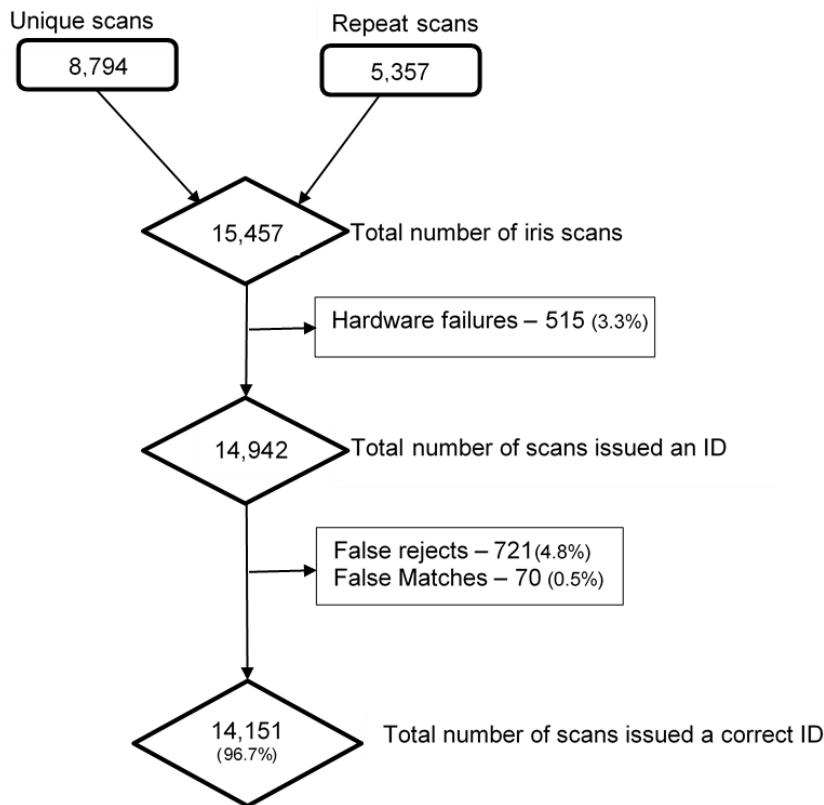 Unique scans
Repeat scans
8,794
5,357
15,457
Total number of iris scans
Hardware failures – 515 (3.3%)
14,942
Total number of scans issued an ID
False rejects – 721(4.8%)
False Matches – 70 (0.5%)
14,151
(96.7%)
Total number of scans issued a correct ID